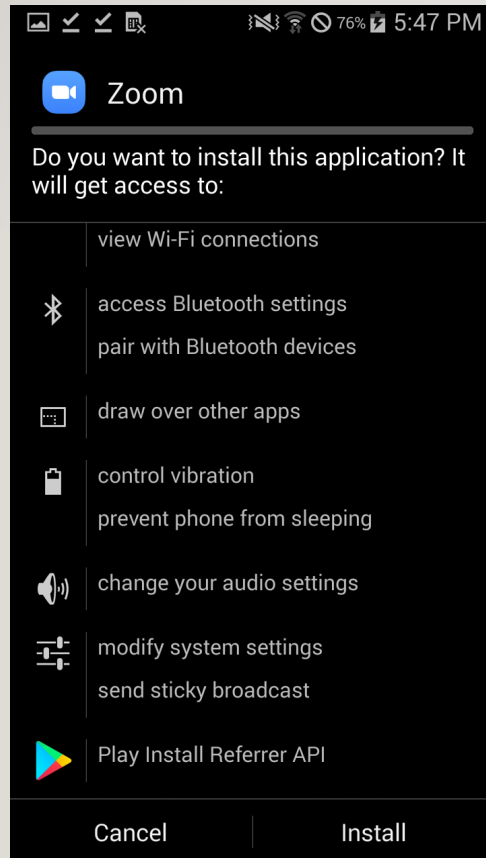 76% 5:47 PM
Zoom
Do you want to install this application? It
will get access to:
view Wi-Fi connections
access Bluetooth settings
pair with Bluetooth devices
draw over other apps
control vibration
prevent phone from sleeping
change your audio settings
modify system settings
send sticky broadcast
Play Install Referrer API
Cancel Install